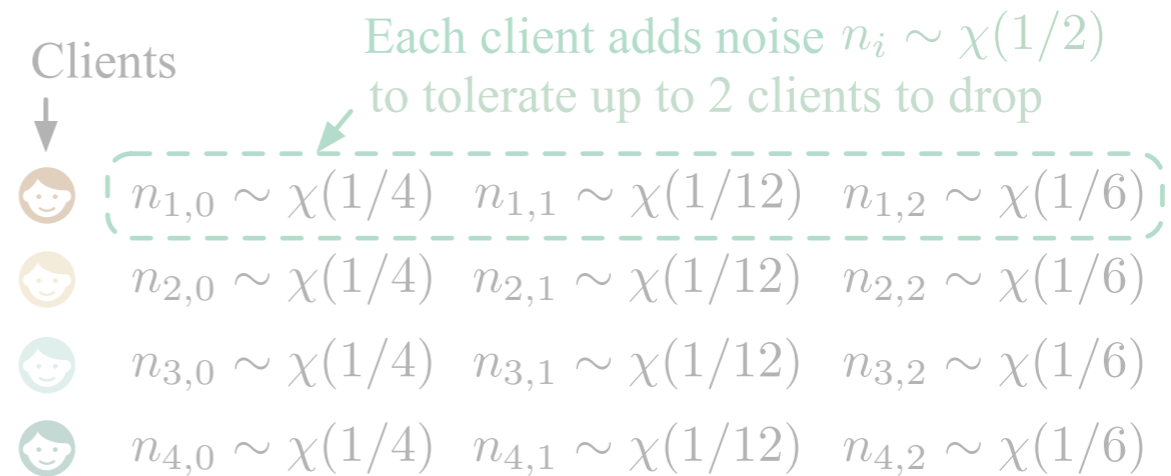 Each client adds noise n_i ∼ χ(1/2)
Clients
to tolerate up to 2 clients to drop
n_{1,0} ∼ χ(1/4) n_{1,1} ∼ χ(1/12) n_{1,2} ∼ χ(1/6)
n_{2,0} ∼ χ(1/4) n_{2,1} ∼ χ(1/12) n_{2,2} ∼ χ(1/6)
n_{3,0} ∼ χ(1/4) n_{3,1} ∼ χ(1/12) n_{3,2} ∼ χ(1/6)
n_{4,0} ∼ χ(1/4) n_{4,1} ∼ χ(1/12) n_{4,2} ∼ χ(1/6)